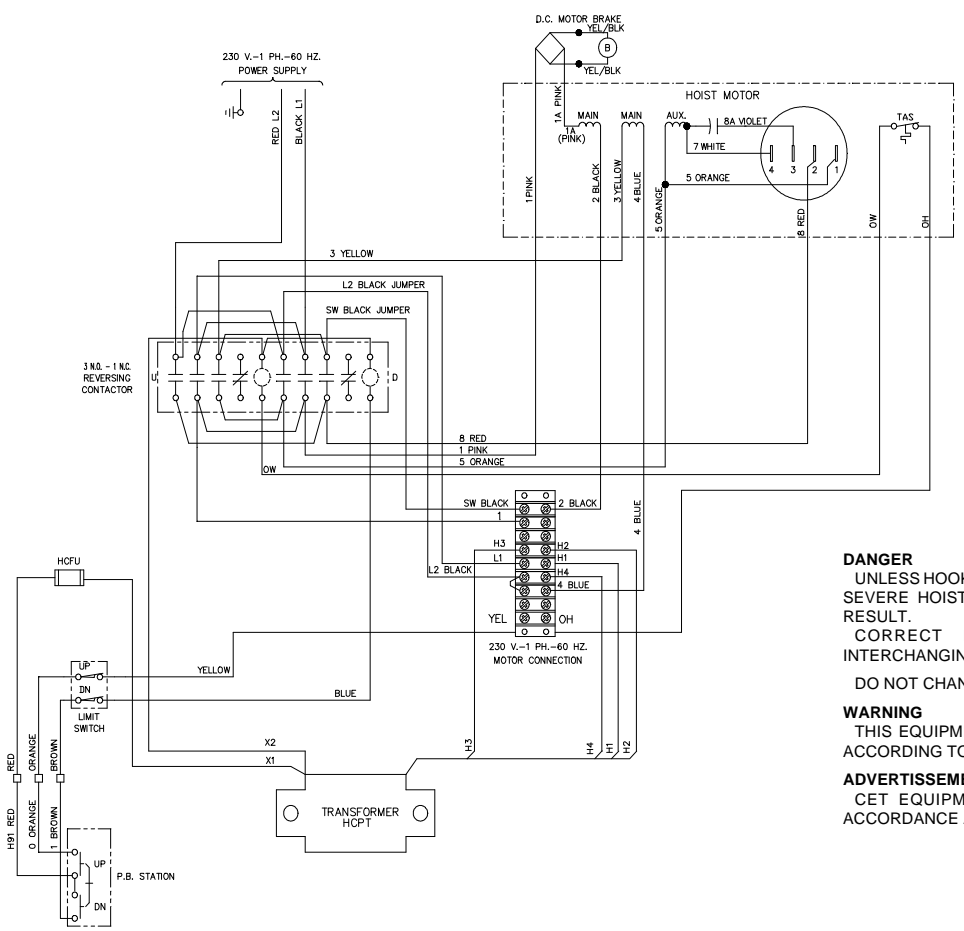 D.C. MOTOR BRAKE
YEL/BLK
B
YEL/BLK
230 V.-1 PH.-60 HZ.
POWER SUPPLY
RED L2
BLACK L1
HOIST MOTOR
1A PINK
1A
(PINK)
MAIN
MAIN
AUX.
8A VIOLET
7 WHITE
5 ORANGE
4
3
2
1
TAS
1 PINK
2 BLACK
3 YELLOW
4 BLUE
5 ORANGE
8 RED
OW
OH
3 YELLOW
L2 BLACK JUMPER
SW BLACK JUMPER
3 N.O. - 1 N.C.
REVERSING
CONTACTOR
U
D
8 RED
1 PINK
5 ORANGE
OW
SW BLACK
2 BLACK
1
4 BLUE
H3
H2
L1
H1
L2 BLACK
H4
4 BLUE
YEL
OH
230 V.-1 PH.-60 HZ.
MOTOR CONNECTION
HCFU
UP
DN
LIMIT
SWITCH
YELLOW
BLUE
X2
X1
H3
H4
H1
H2
TRANSFORMER
HCPT
RED
ORANGE
BROWN
H91 RED
0 ORANGE
1 BROWN
UP
DN
P.B. STATION
DANGER
UNLESS HOOK
SEVERE HOIST
RESULT.
CORRECT
INTERCHANGIN
DO NOT CHAN
WARNING
THIS EQUIPM
ACCORDING TO
ADVERTISSEME
CET EQUIPM
ACCORDANCE